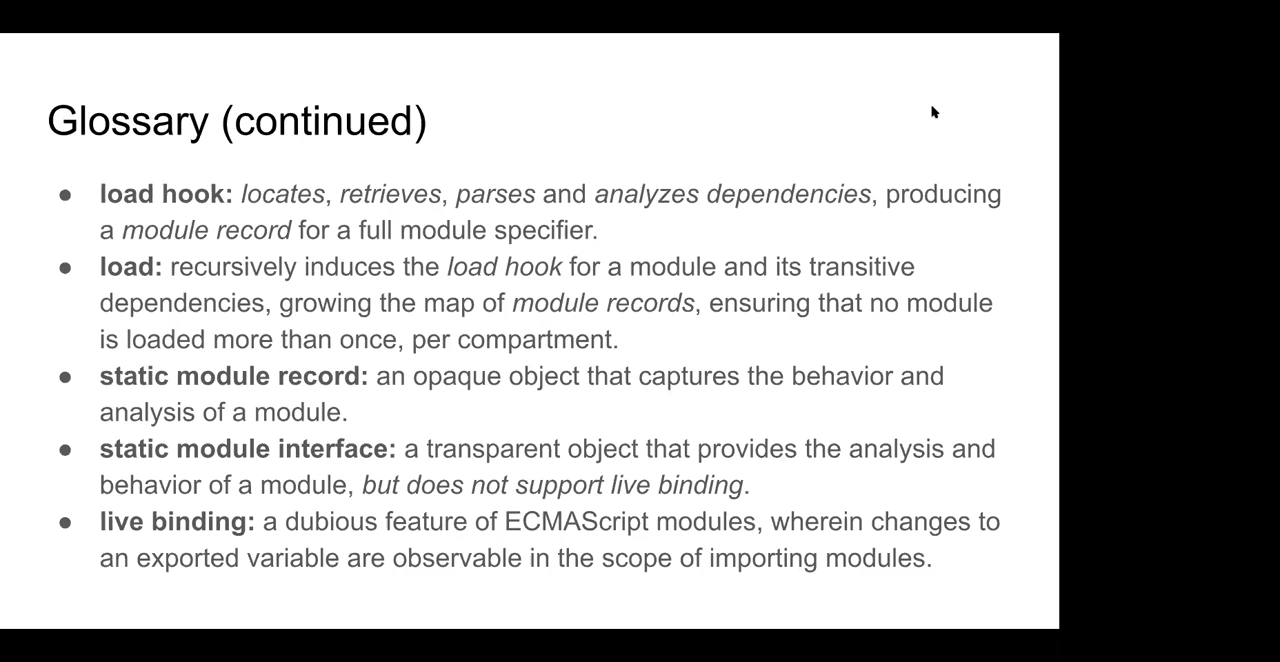 Glossary (continued)
● load hook: locates, retrieves, parses and analyzes dependencies, producing
a module record for a full module specifier.
● load: recursively induces the load hook for a module and its transitive
dependencies, growing the map of module records, ensuring that no module
is loaded more than once, per compartment.
● static module record: an opaque object that captures the behavior and
analysis of a module.
● static module interface: a transparent object that provides the analysis and
behavior of a module, but does not support live binding.
● live binding: a dubious feature of ECMAScript modules, wherein changes to
an exported variable are observable in the scope of importing modules.